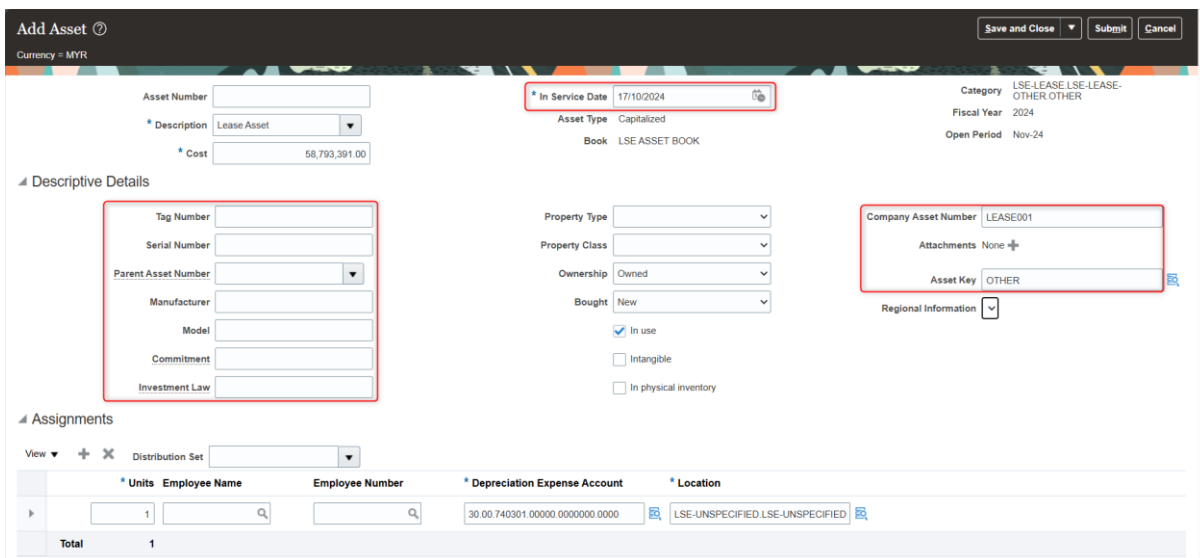 Add Asset
Save and Close Submit Cancel
Currency = MYR
Asset Number
* Description Lease Asset
* Cost 58,793,391.00
* In Service Date 17/10/2024
Asset Type Capitalized
Book LSE ASSET BOOK
Category LSE-LEASE.LSE-LEASE-
OTHER.OTHER
Fiscal Year 2024
Open Period Nov-24
Descriptive Details
Tag Number
Serial Number
Parent Asset Number
Manufacturer
Model
Commitment
Investment Law
Property Type
Property Class
Ownership Owned
Bought New
In use
Intangible
In physical inventory
Company Asset Number LEASE001
Attachments None
Asset Key OTHER
Regional Information
Assignments
View Distribution Set
* Units Employee Name Employee Number * Depreciation Expense Account * Location
1 30.00.740301.00000.0000000.0000 LSE-UNSPECIFIED.LSE-UNSPECIFIED
Total 1